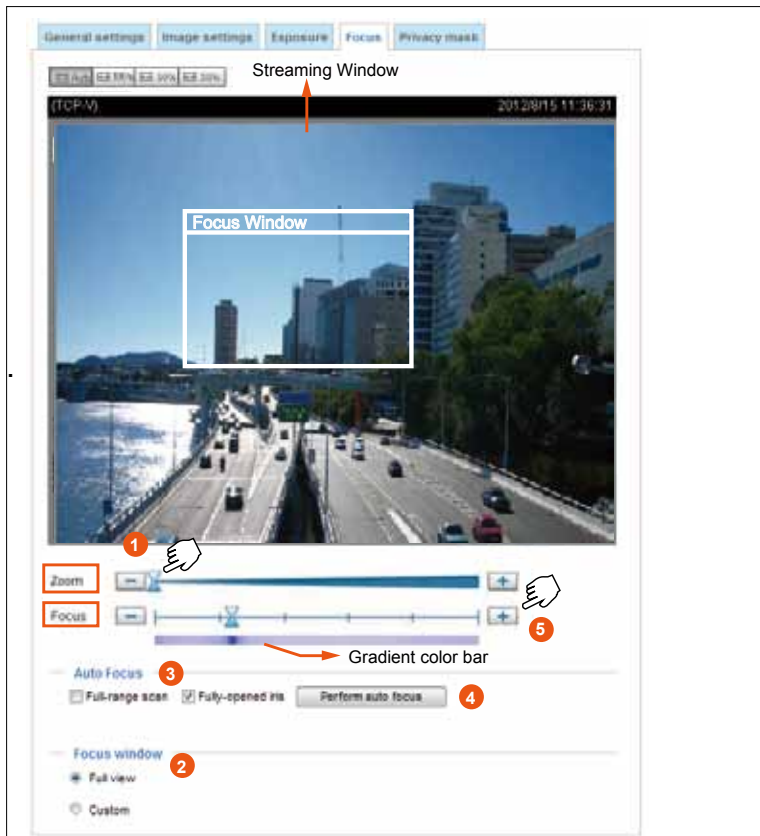 General settings Image settings Exposure Focus Privacy mask
Auto
Streaming Window
(TCP-V) 2012/8/15 11:36:31
Focus Window
1
Zoom
Focus
5
Gradient color bar
Auto Focus 3
Full-range scan Fully-opened iris Perform auto focus 4
Focus window 2
Full view
Custom